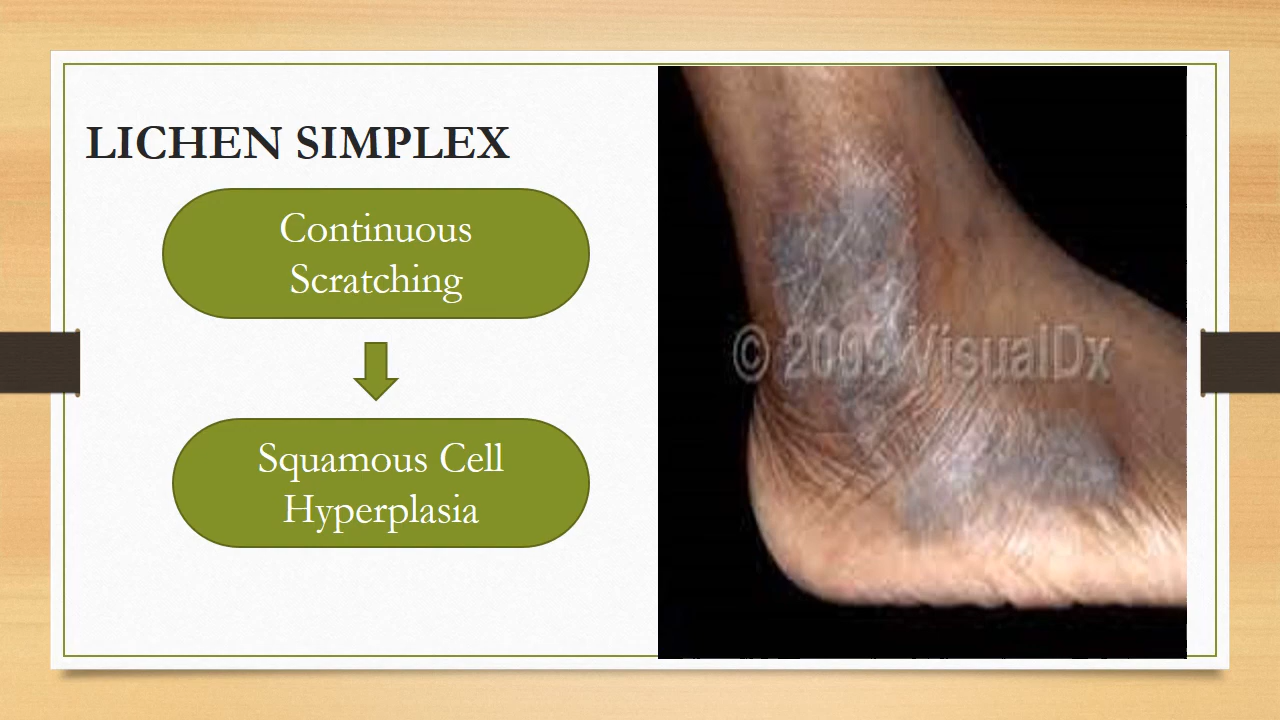 LICHEN SIMPLEX
Continuous
Scratching
Squamous Cell
Hyperplasia
© 2009 VisualDx